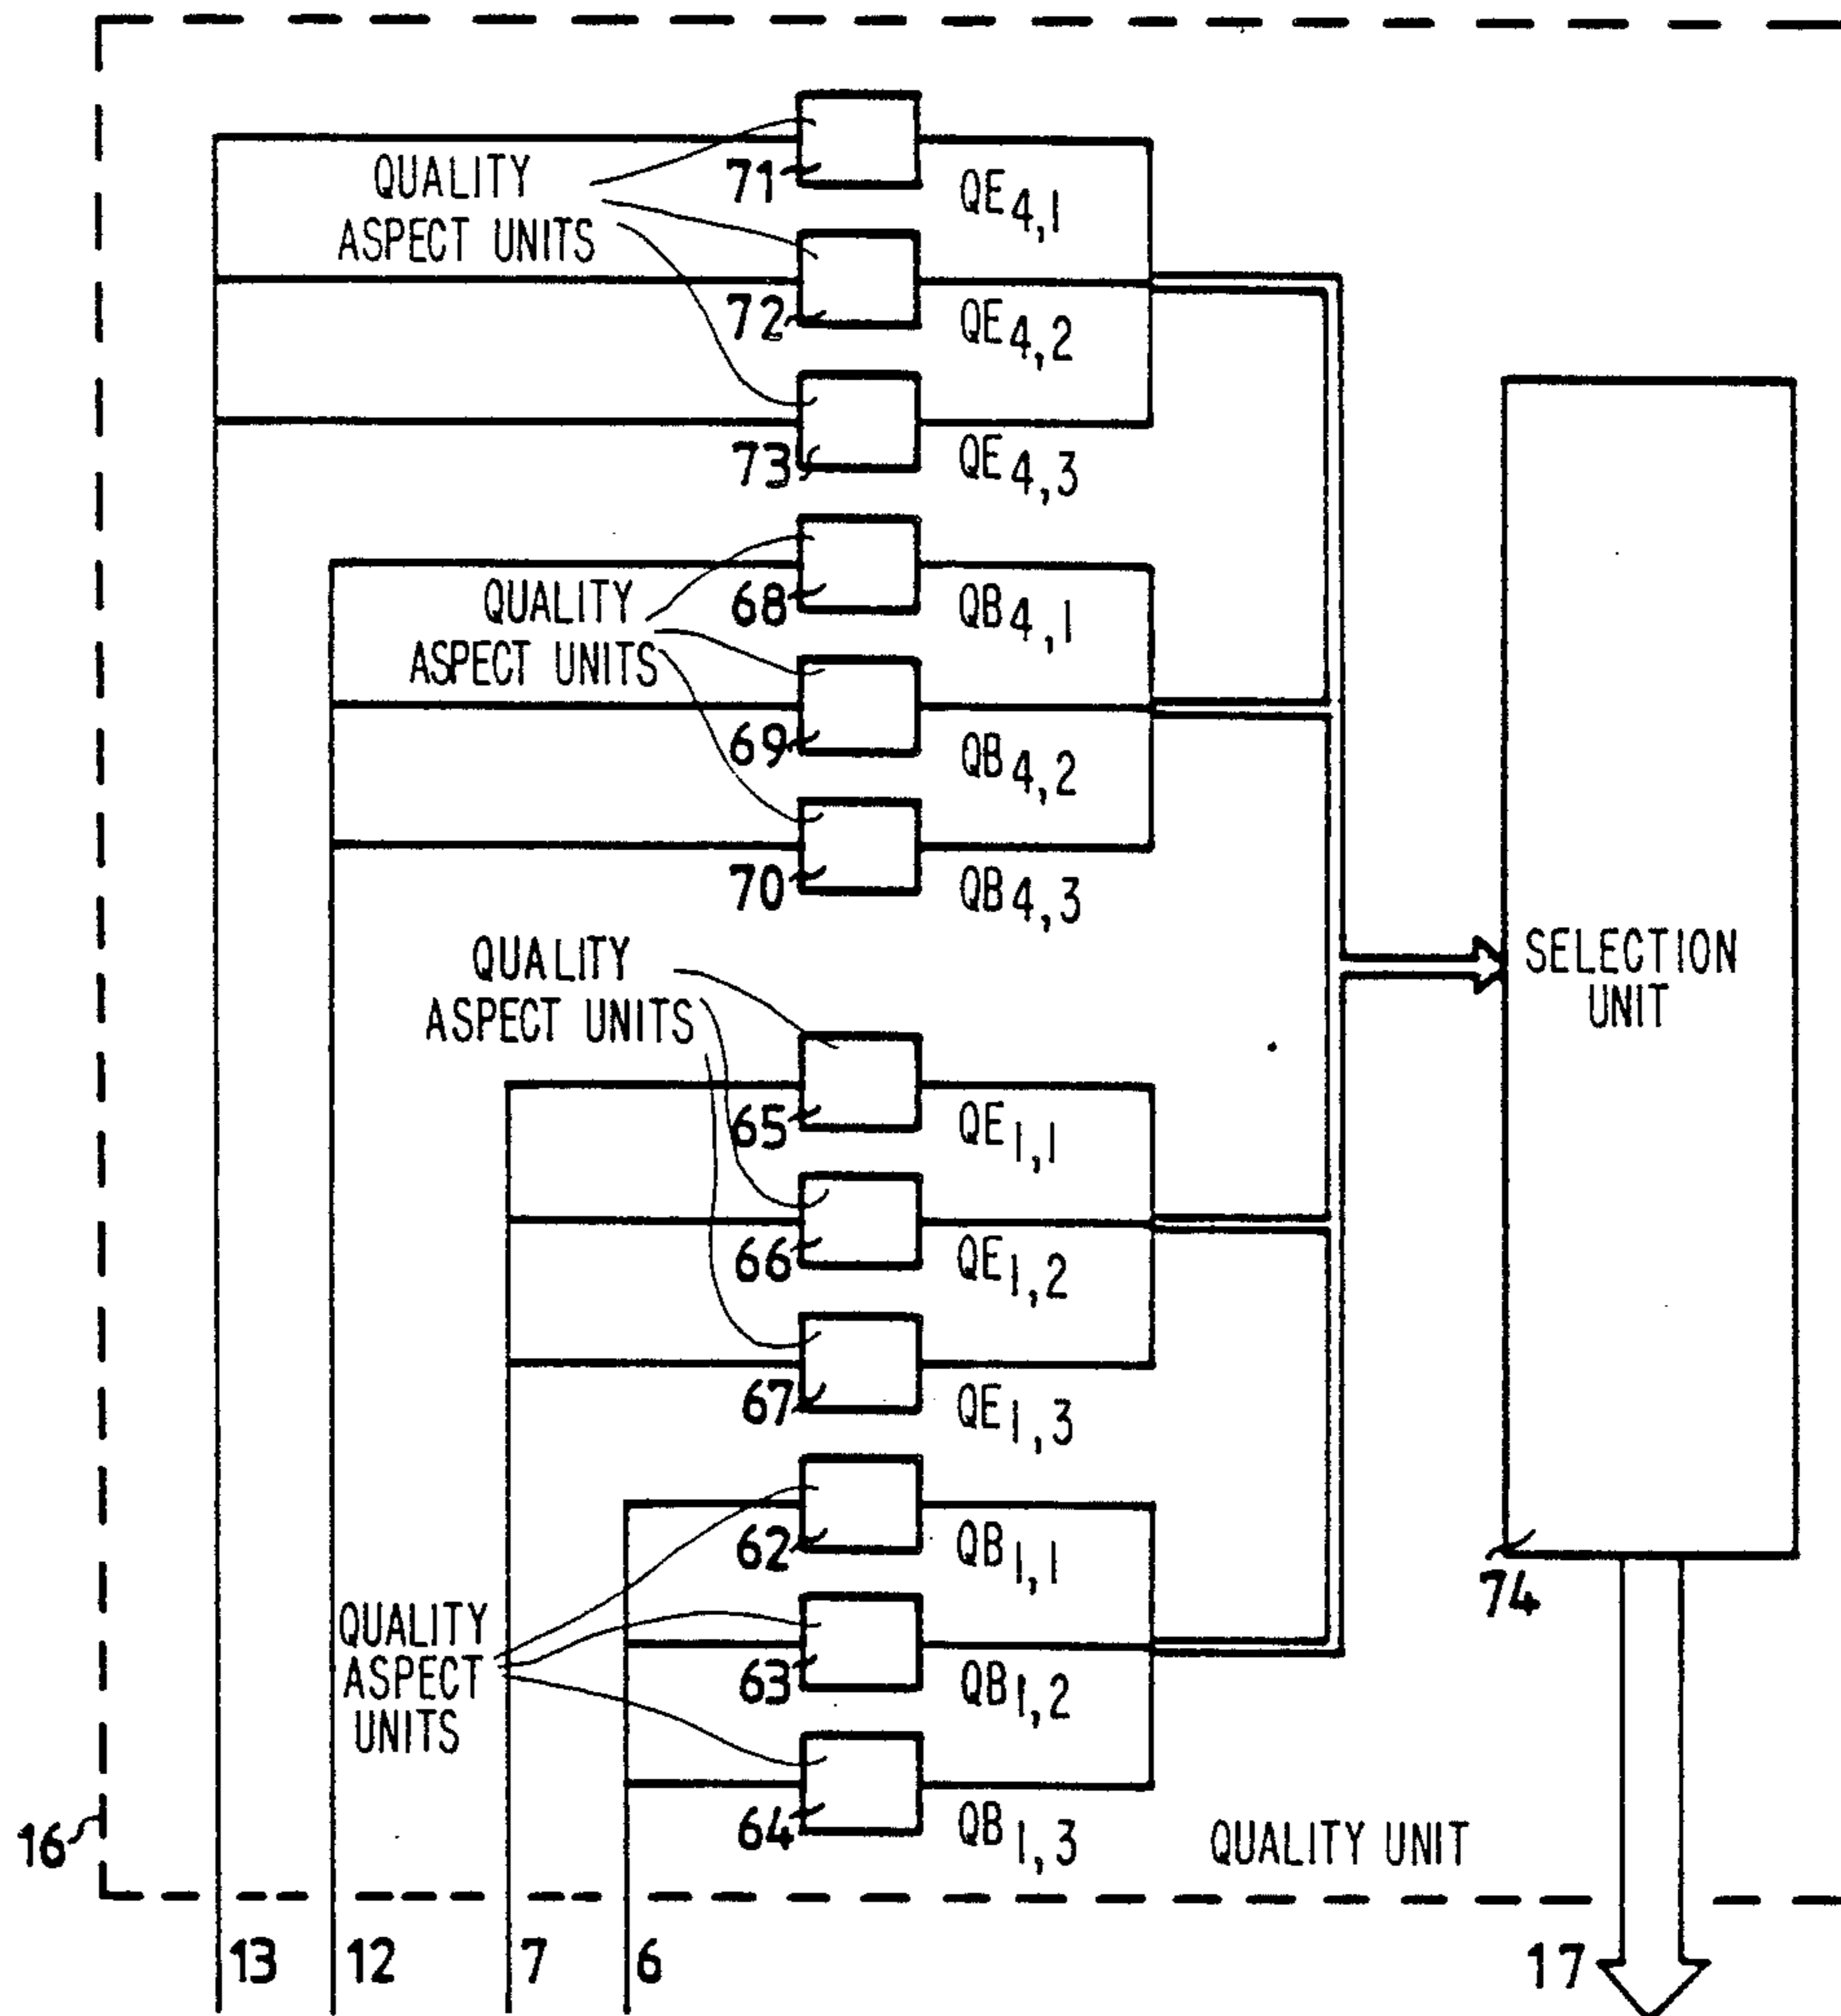 71
QE4,1
QUALITY
ASPECT UNITS
72
QE4,2
73
QE4,3
68
QB4,1
QUALITY
ASPECT UNITS
69
QB4,2
70
QB4,3
QUALITY
ASPECT UNITS
SELECTION
UNIT
65
QE1,1
66
QE1,2
67
QE1,3
62
QB1,1
74
QUALITY
ASPECT
UNITS
63
QB1,2
64
QB1,3
16
QUALITY UNIT
13
12
7
6
17